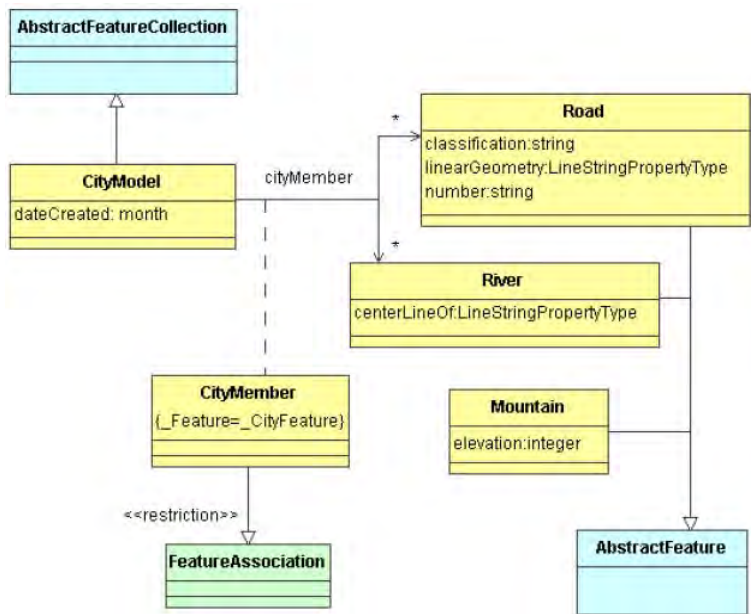 AbstractFeatureCollection
CityModel
dateCreated: month
cityMember
*
*
Road
classification:string
linearGeometry:LineStringPropertyType
number:string
River
centerLineOf:LineStringPropertyType
CityMember
{_Feature=_CityFeature}
Mountain
elevation:integer
<<restriction>>
FeatureAssociation
AbstractFeature